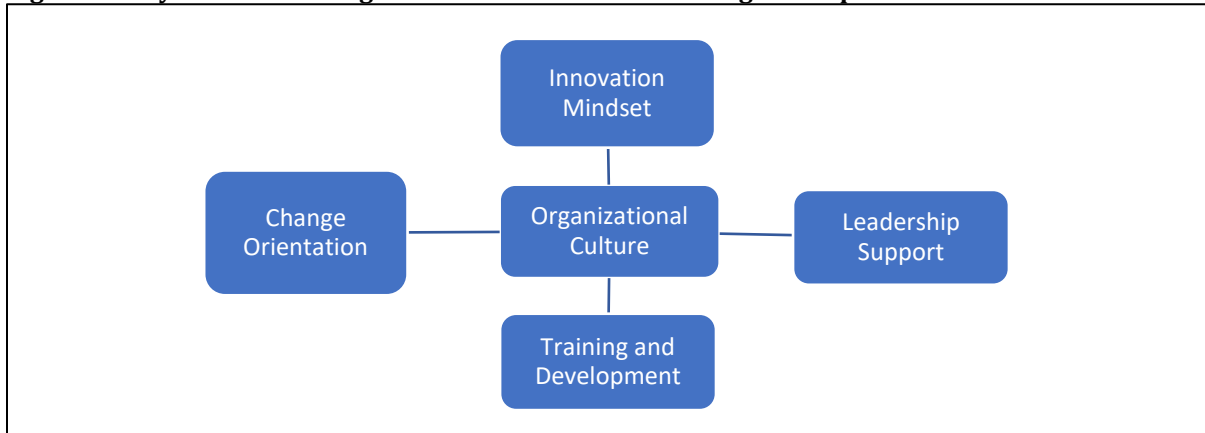 Innovation
Mindset
Change
Orientation
Organizational
Culture
Leadership
Support
Training and
Development